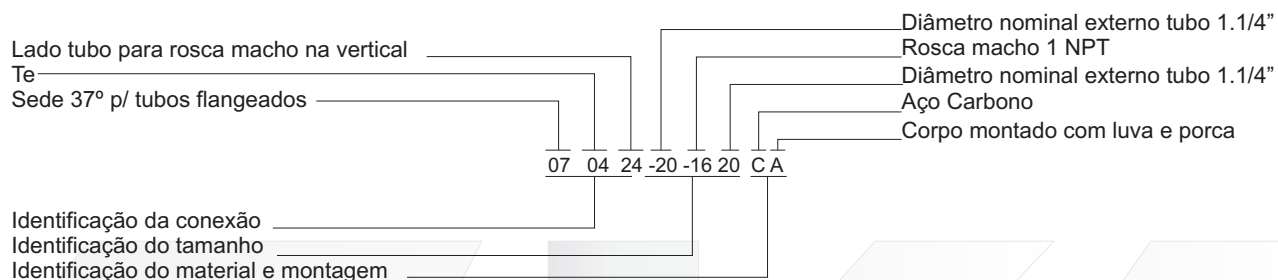 Diâmetro nominal externo tubo 1.1/4”
Lado tubo para rosca macho na vertical
Rosca macho 1 NPT
Te
Diâmetro nominal externo tubo 1.1/4”
Sede 37º p/ tubos flangeados
Aço Carbono
Corpo montado com luva e porca
07 04 24 -20 -16 20 C A
Identificação da conexão
Identificação do tamanho
Identificação do material e montagem